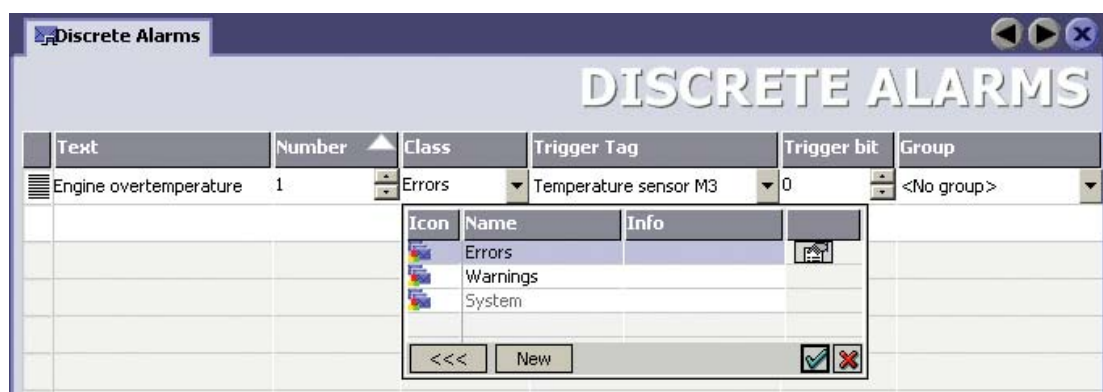 Discrete Alarms
DISCRETE ALARMS
Text Number Class Trigger Tag Trigger bit Group
Engine overtemperature 1 Errors Temperature sensor M3 0 <No group>
Icon Name Info
Errors
Warnings
System
<<< New